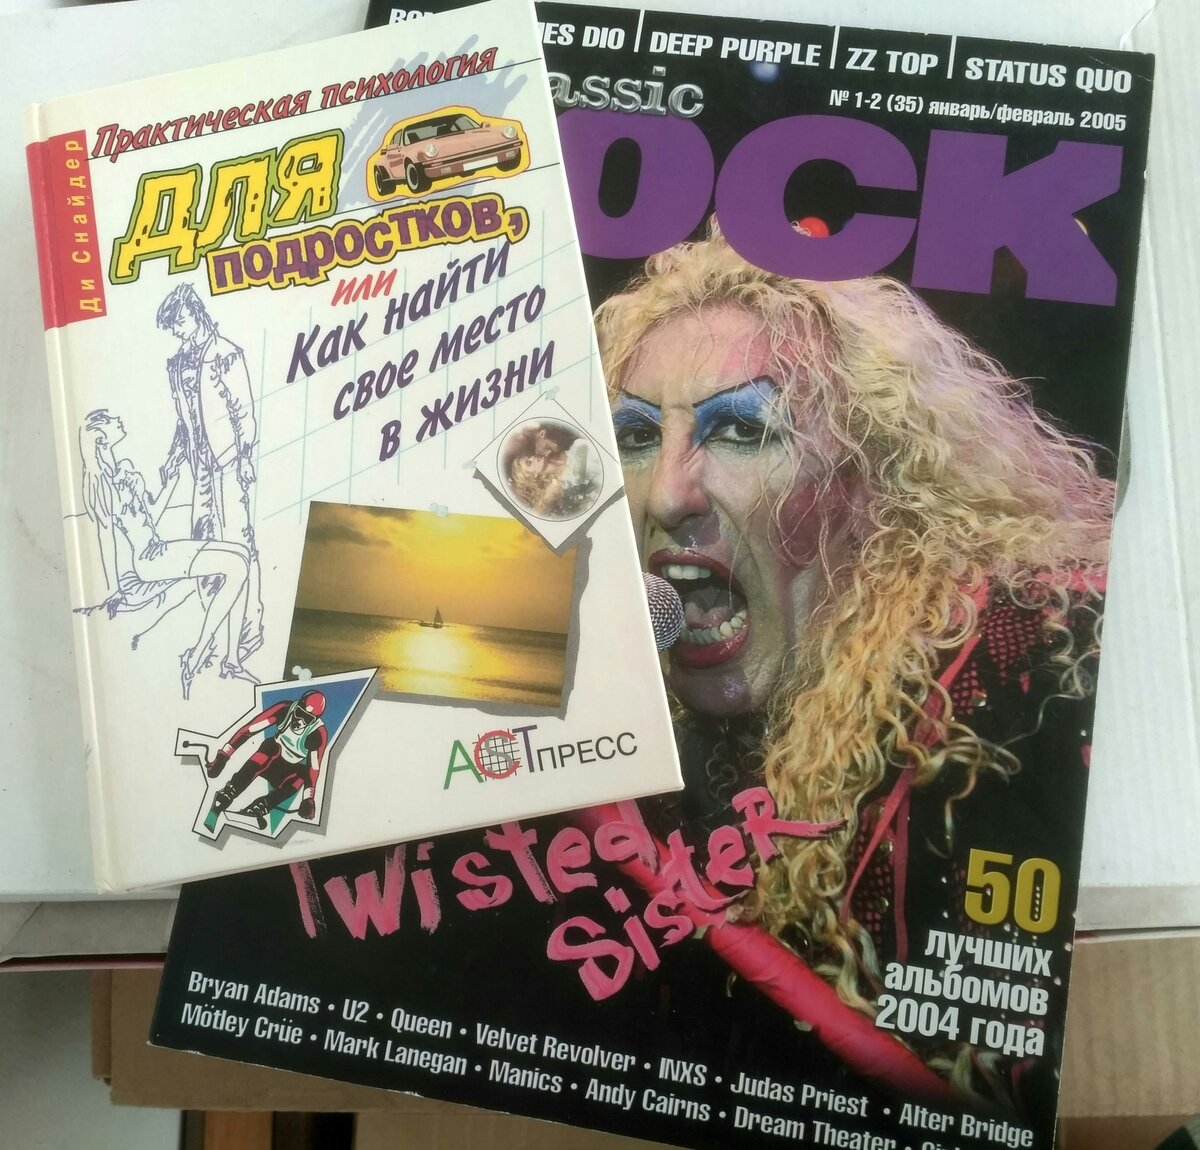 Ди Снайдер
Практическая психология
для
подростков,
или
Как найти
свое место
в жизни
АСТ ПРЕСС
DIO | DEEP PURPLE | ZZ TOP | STATUS QUO
№ 1-2 (35) январь/февраль 2005
assic
OCK
Twisted
Sister
50
лучших
альбомов
2004 года
Bryan Adams • U2 • Queen • Velvet Revolver • INXS • Judas Priest • Alter Bridge
Mötley Crüe • Mark Lanegan • Manics • Andy Cairns • Dream Theater •